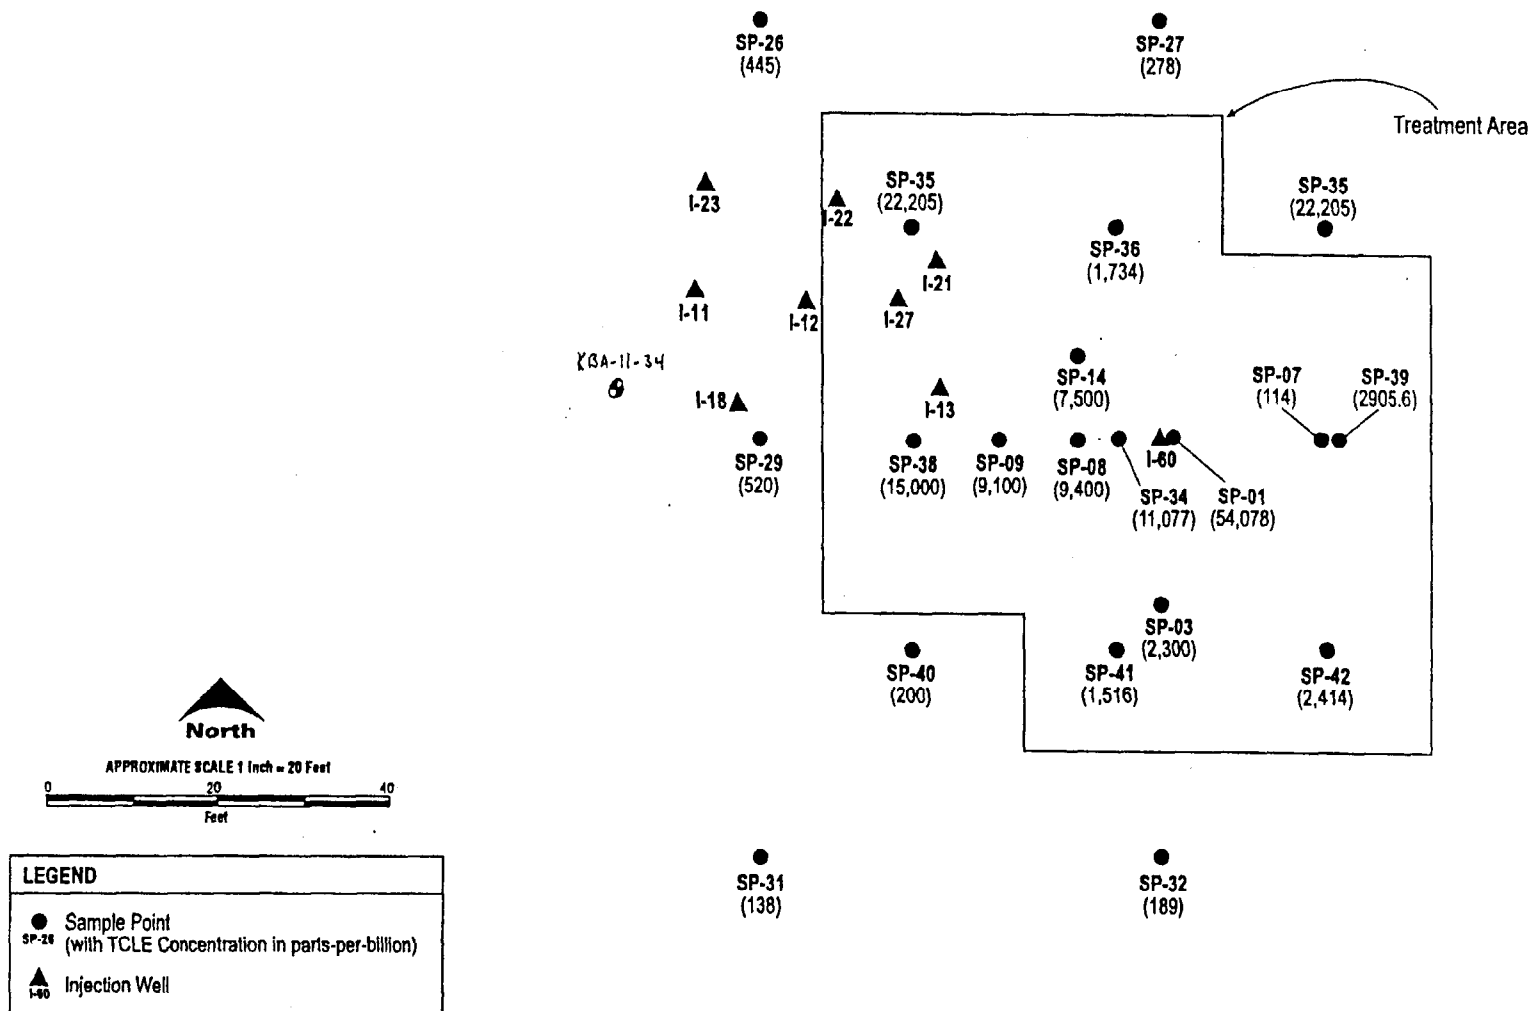 SP-26
(445)
SP-27
(278)
Treatment Area
I-23
I-22
SP-35
(22,205)
SP-35
(22,205)
SP-36
(1,734)
I-21
I-11
I-12
I-27
KBA-11-34
I-18
I-13
SP-14
(7,500)
SP-07
(114)
SP-39
(2905.6)
SP-29
(520)
SP-38
(15,000)
SP-09
(9,100)
SP-08
(9,400)
I-60
SP-34
(11,077)
SP-01
(54,078)
SP-03
(2,300)
SP-40
(200)
SP-41
(1,516)
SP-42
(2,414)
North
APPROXIMATE SCALE 1 Inch = 20 Feet
0 20 40
Feet
SP-31
(138)
SP-32
(189)
LEGEND
Sample Point
SP-26 (with TCLE Concentration in parts-per-billion)
Injection Well
I-60